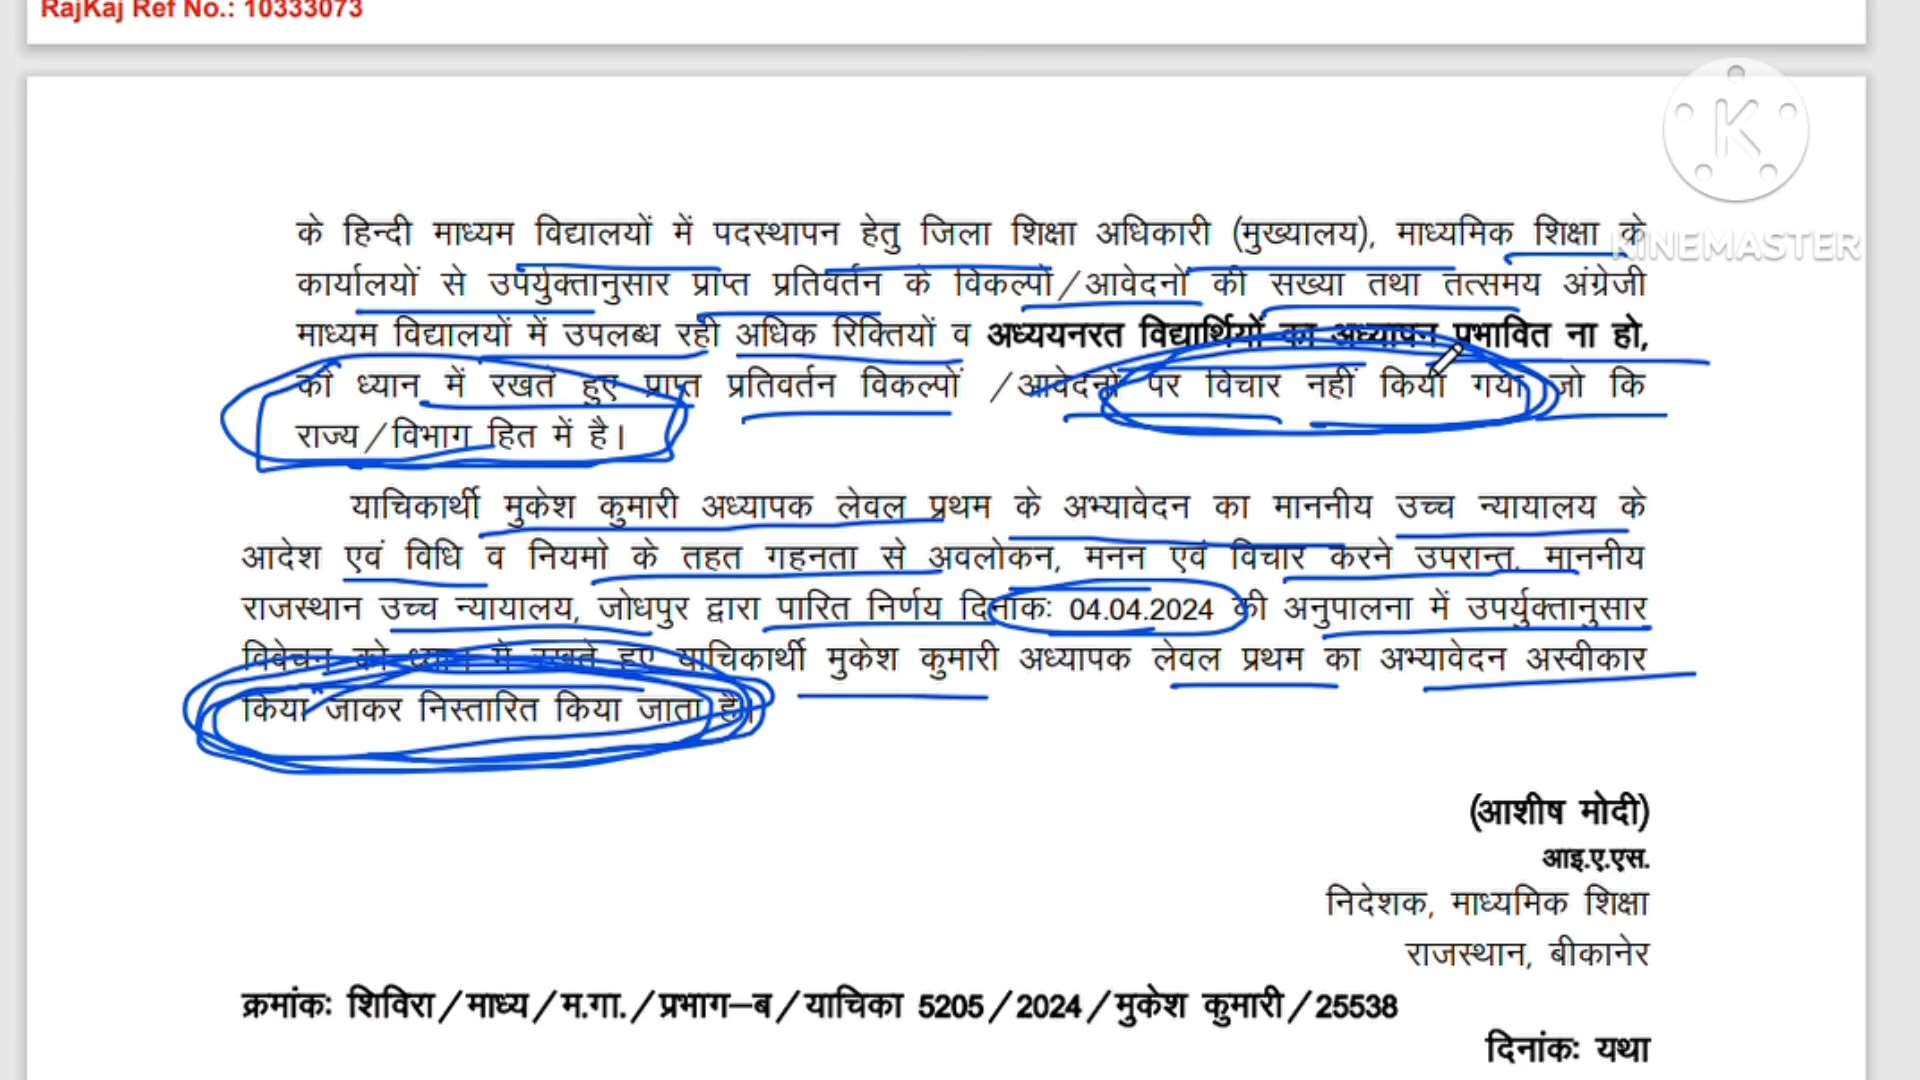 RajKaj Ref No.: 10333073
K
KINEMASTER
के हिन्दी माध्यम विद्यालयों में पदस्थापन हेतु जिला शिक्षा अधिकारी (मुख्यालय), माध्यमिक शिक्षा के
कार्यालयों से उपर्युक्तानुसार प्राप्त प्रतिवर्तन के विकल्पो/आवेदनों की सख्या तथा तत्समय अंग्रेजी
माध्यम विद्यालयों में उपलब्ध रही अधिक रिक्तियों व अध्ययनरत विद्यार्थियों का अध्यापन प्रभावित ना हो,
को ध्यान में रखते हुए प्राप्त प्रतिवर्तन विकल्पों /आवेदनों पर विचार नहीं किया गया जो कि
राज्य/विभाग हित में है।
याचिकार्थी मुकेश कुमारी अध्यापक लेवल प्रथम के अभ्यावेदन का माननीय उच्च न्यायालय के
आदेश एवं विधि व नियमो के तहत गहनता से अवलोकन, मनन एवं विचार करने उपरान्त, माननीय
राजस्थान उच्च न्यायालय, जोधपुर द्वारा पारित निर्णय दिनांकः 04.04.2024 की अनुपालना में उपर्युक्तानुसार
विवेचन को ध्यान में रखते हुए याचिकार्थी मुकेश कुमारी अध्यापक लेवल प्रथम का अभ्यावेदन अस्वीकार
किया जाकर निस्तारित किया जाता है।
(आशीष मोदी)
आइ.ए.एस.
निदेशक, माध्यमिक शिक्षा
राजस्थान, बीकानेर
क्रमांकः शिविरा/माध्य/म.गा./प्रभाग–ब/याचिका 5205/2024/मुकेश कुमारी/25538
दिनांकः यथा